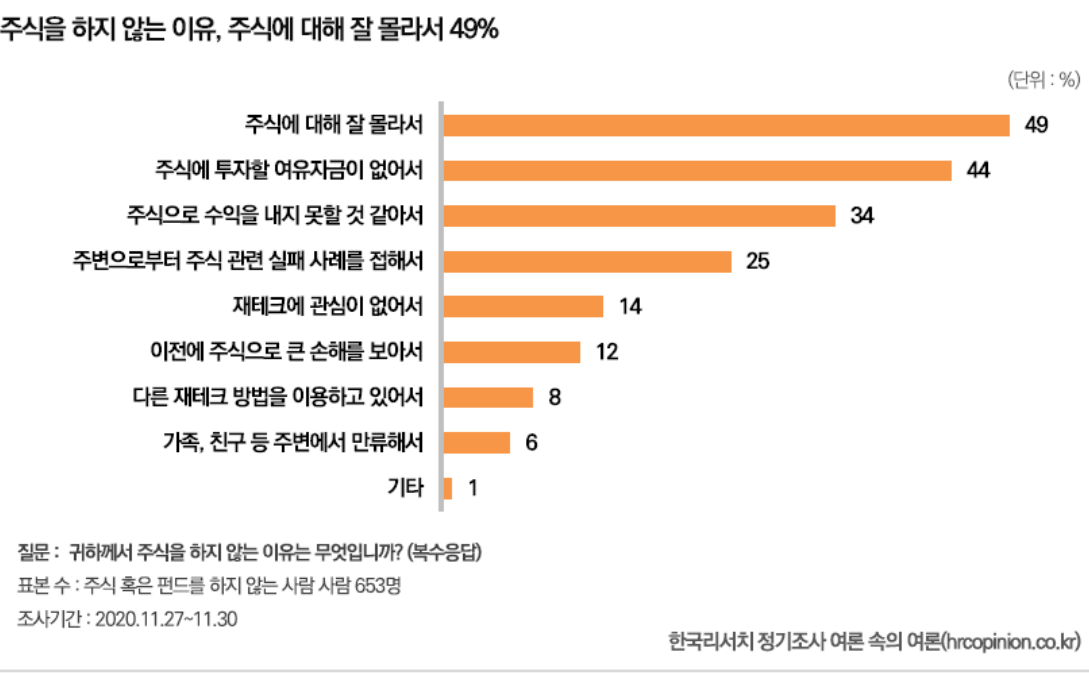 주식을 하지 않는 이유, 주식에 대해 잘 몰라서 49%
(단위 : %)
주식에 대해 잘 몰라서 49
주식에 투자할 여유자금이 없어서 44
주식으로 수익을 내지 못할 것 같아서 34
주변으로부터 주식 관련 실패 사례를 접해서 25
재테크에 관심이 없어서 14
이전에 주식으로 큰 손해를 보아서 12
다른 재테크 방법을 이용하고 있어서 8
가족, 친구 등 주변에서 만류해서 6
기타 1
질문 : 귀하께서 주식을 하지 않는 이유는 무엇입니까? (복수응답)
표본 수 : 주식 혹은 펀드를 하지 않는 사람 사람 653명
조사기간 : 2020.11.27~11.30
한국리서치 정기조사 여론 속의 여론(hrcopinion.co.kr)